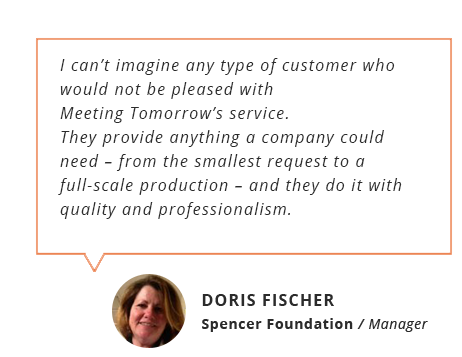 I can’t imagine any type of customer who
would not be pleased with
Meeting Tomorrow’s service.
They provide anything a company could
need – from the smallest request to a
full-scale production – and they do it with
quality and professionalism.
DORIS FISCHER
Spencer Foundation / Manager